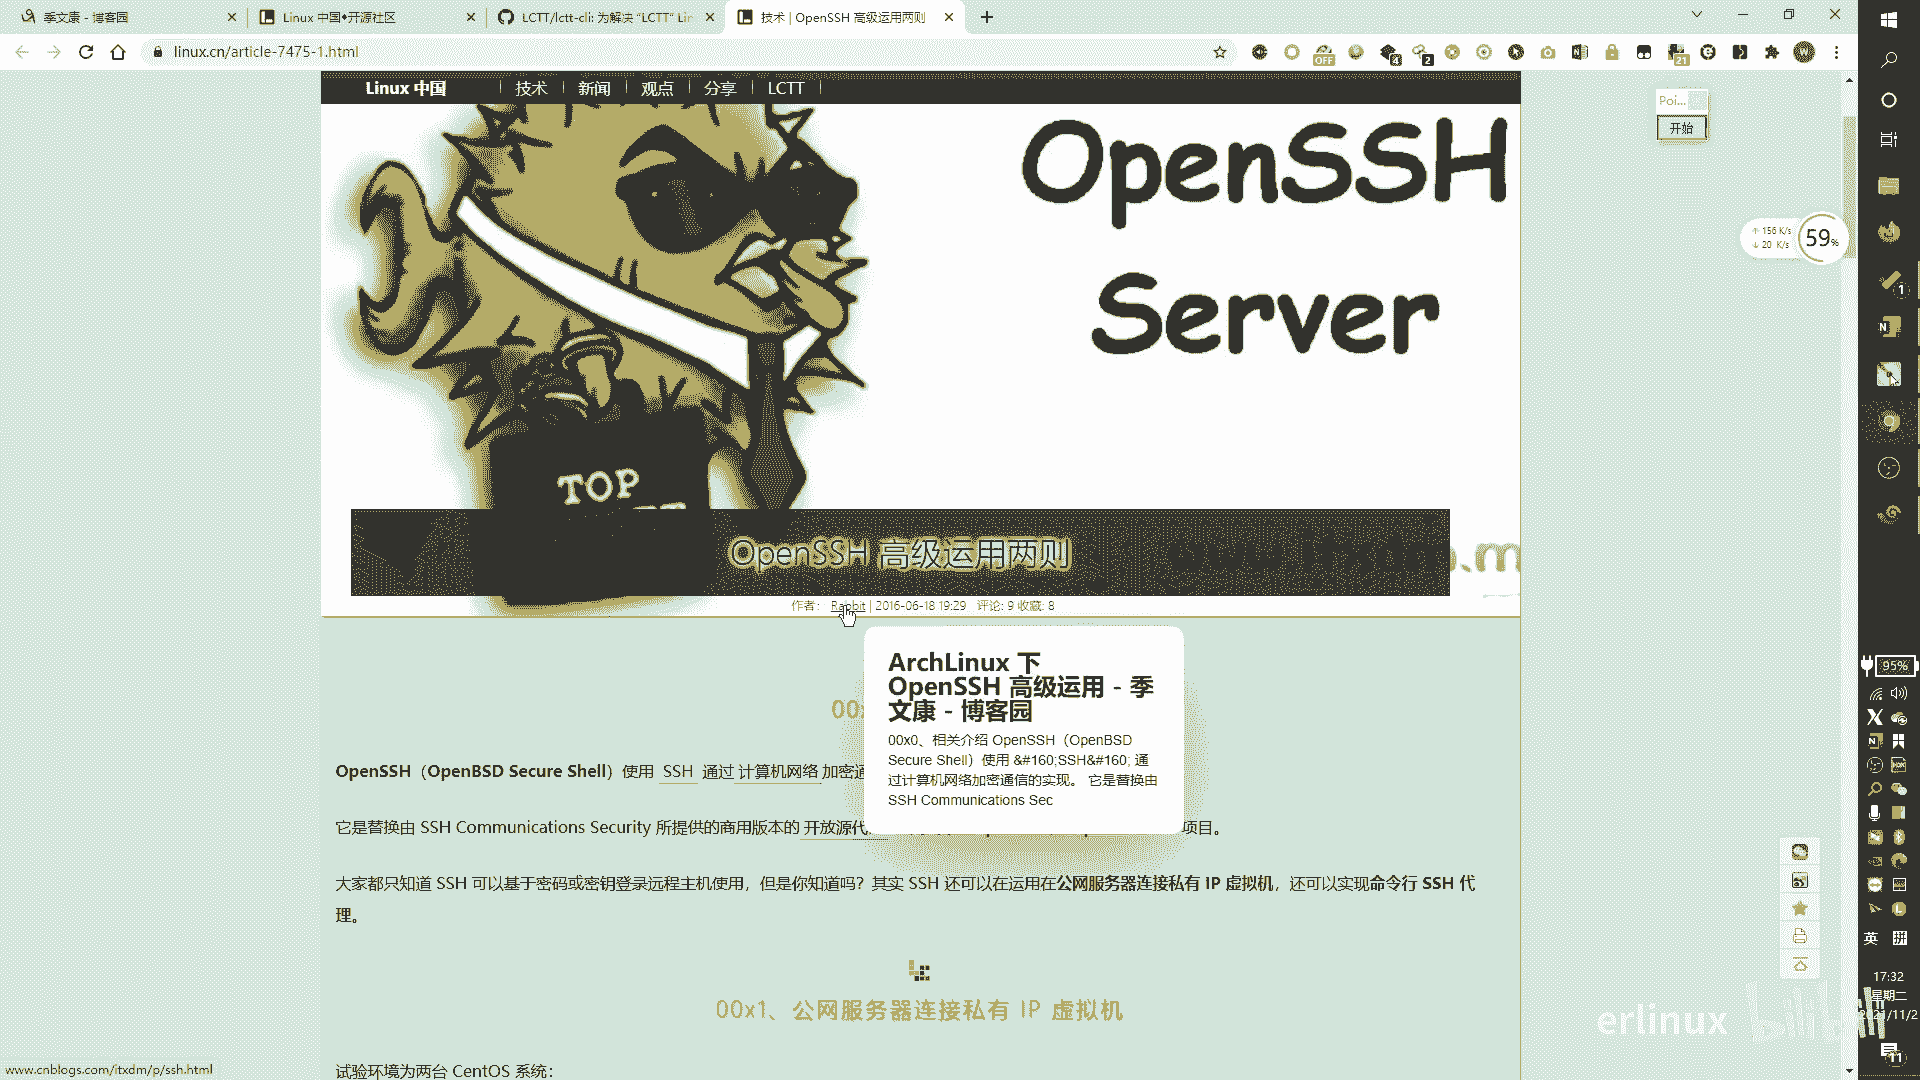 季文康 - 博客园
Linux 中国♦开源社区
LCTT/lctt-cli: 为解决 "LCTT" Lin
技术 | OpenSSH 高级运用两则
linux.cn/article-7475-1.html
OFF
4
2
21
Linux 中国
技术
新闻
观点
分享
LCTT
Poi...
开始
OpenSSH
Server
156 K/s
20 K/s
59%
TOP
OpenSSH 高级运用两则
作者: Rabbit | 2016-06-18 19:29 评论: 9 收藏: 8
ArchLinux 下
OpenSSH 高级运用 - 季
文康 - 博客园
00x0、相关介绍 OpenSSH（OpenBSD
Secure Shell）使用 &#160;SSH&#160; 通
过计算机网络加密通信的实现。 它是替换由
SSH Communications Sec
00x
OpenSSH（OpenBSD Secure Shell）使用 SSH 通过 计算机网络 加密通
它是替换由 SSH Communications Security 所提供的商用版本的 开放源代
项目。
大家都只知道 SSH 可以基于密码或密钥登录远程主机使用，但是你知道吗？其实 SSH 还可以在运用在公网服务器连接私有 IP 虚拟机，还可以实现命令行 SSH 代
理。
00x1、公网服务器连接私有 IP 虚拟机
试验环境为两台 CentOS 系统：
www.cnblogs.com/itxdm/p/ssh.html
95%
英
拼
17:32
星期二
2021/11/2
11
erlinux
bilibili